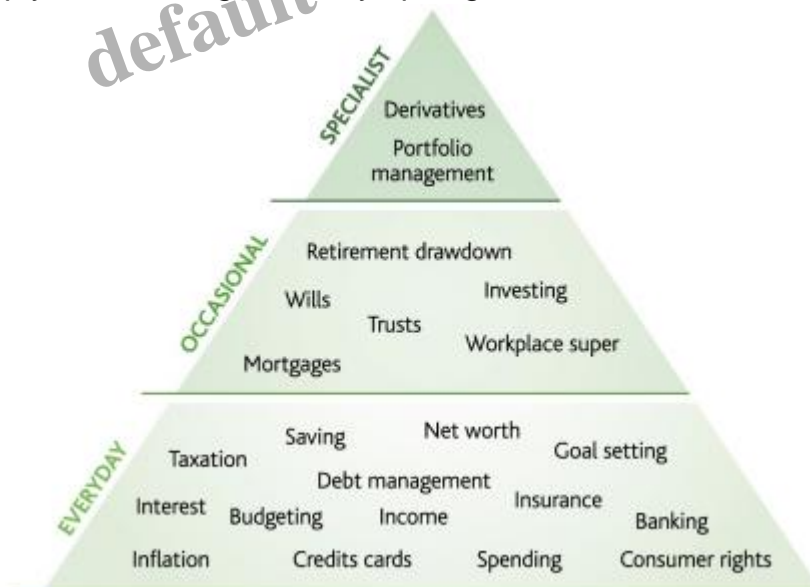 default
SPECIALIST
Derivatives
Portfolio
management
OCCASIONAL
Retirement drawdown
Wills
Investing
Trusts
Workplace super
Mortgages
EVERYDAY
Saving
Net worth
Taxation
Goal setting
Debt management
Interest
Insurance
Budgeting
Income
Banking
Inflation
Credits cards
Spending
Consumer rights